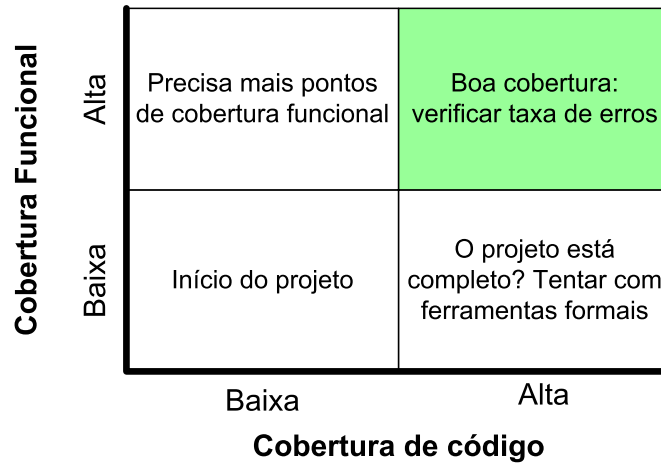 Cobertura Funcional
Alta
Precisa mais pontos
de cobertura funcional
Boa cobertura:
verificar taxa de erros
Baixa
Início do projeto
O projeto está
completo? Tentar com
ferramentas formais
Baixa
Alta
Cobertura de código